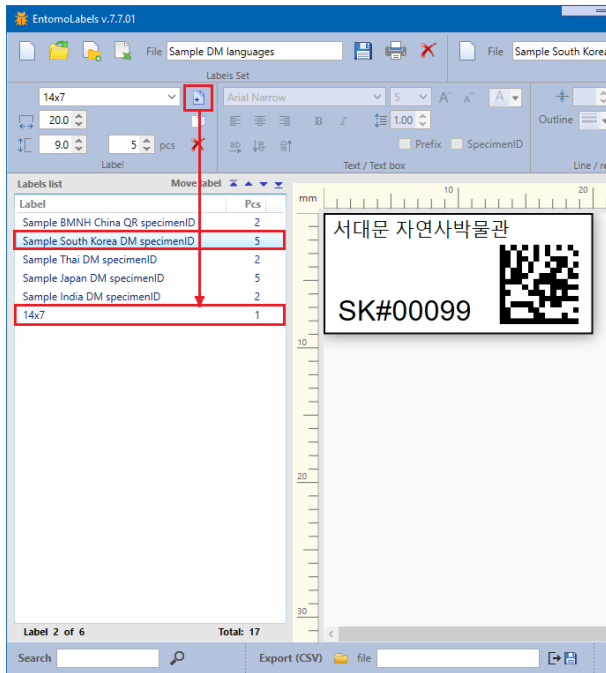 EntomoLabels v.7.7.01
File Sample DM languages File Sample South Korea
Labels Set
14x7 Arial Narrow 5 A A A
20.0 B I 1.00 Outline
9.0 5 pcs ab Prefix SpecimenID
Label Text / Text box Line / re
Labels list Move label
Label Pcs
Sample BMNH China QR specimenID 2
Sample South Korea DM specimenID 5
Sample Thai DM specimenID 2
Sample Japan DM specimenID 5
Sample India DM specimenID 2
14x7 1
Label 2 of 6 Total: 17
mm 10 20
10
20
30
서대문 자연사박물관
SK#00099
Search Export (CSV) file